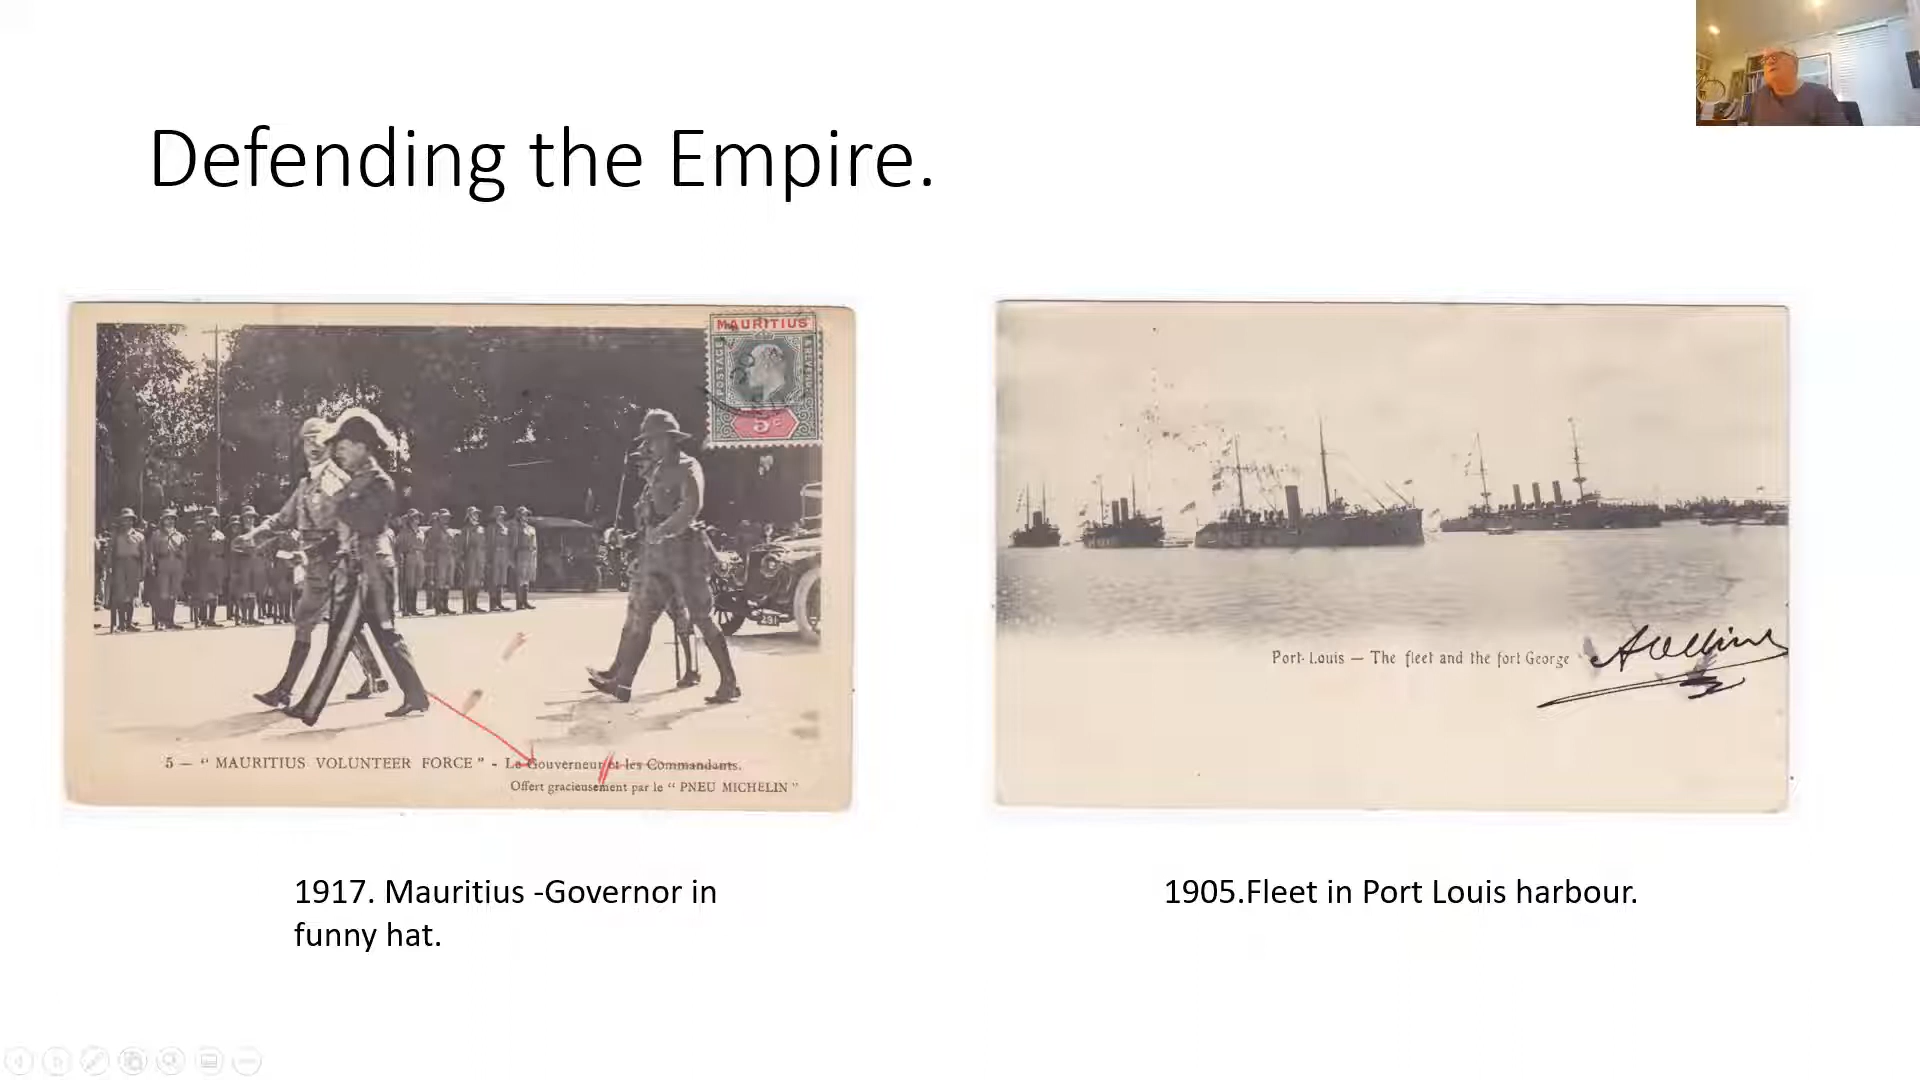 Defending the Empire.
MAURITIUS
POSTAGE
& REVENUE
5c
291
5 — “ MAURITIUS VOLUNTEER FORCE ” - Le Gouverneur et les Commandants.
Offert gracieusement par le “ PNEU MICHELIN ”
Port-Louis — The fleet and the fort George
1917. Mauritius -Governor in
funny hat.
1905.Fleet in Port Louis harbour.